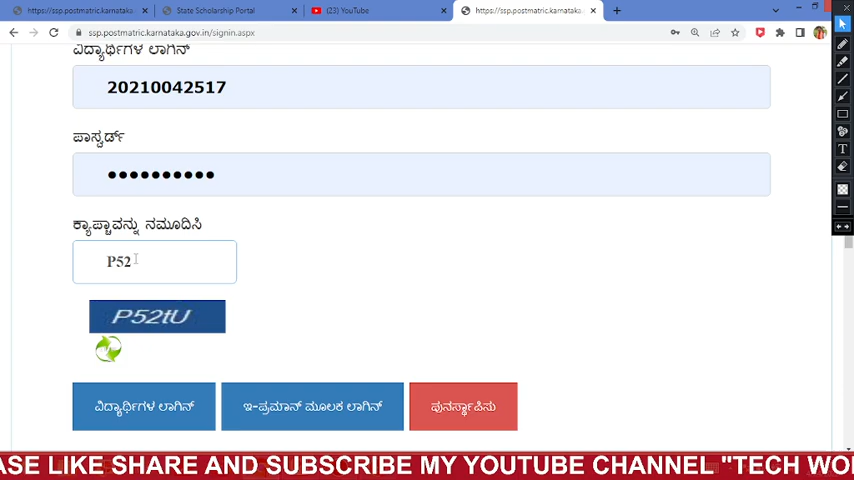 https://ssp.postmatric.karnataka. State Scholarship Portal (23) YouTube https://ssp.postmatric.karnataka.
ssp.postmatric.karnataka.gov.in/signin.aspx
ವಿದ್ಯಾರ್ಥಿಗಳ ಲಾಗಿನ್
20210042517
ಪಾಸ್ವರ್ಡ್
ಕ್ಯಾಪ್ಚಾವನ್ನು ನಮೂದಿಸಿ
P52
P52tU
ವಿದ್ಯಾರ್ಥಿಗಳ ಲಾಗಿನ್ ಇ-ಪ್ರಮಾನ್ ಮೂಲಕ ಲಾಗಿನ್ ಪುನರ್ಸ್ಥಾಪಿಸು
ASE LIKE SHARE AND SUBSCRIBE MY YOUTUBE CHANNEL "TECH WO